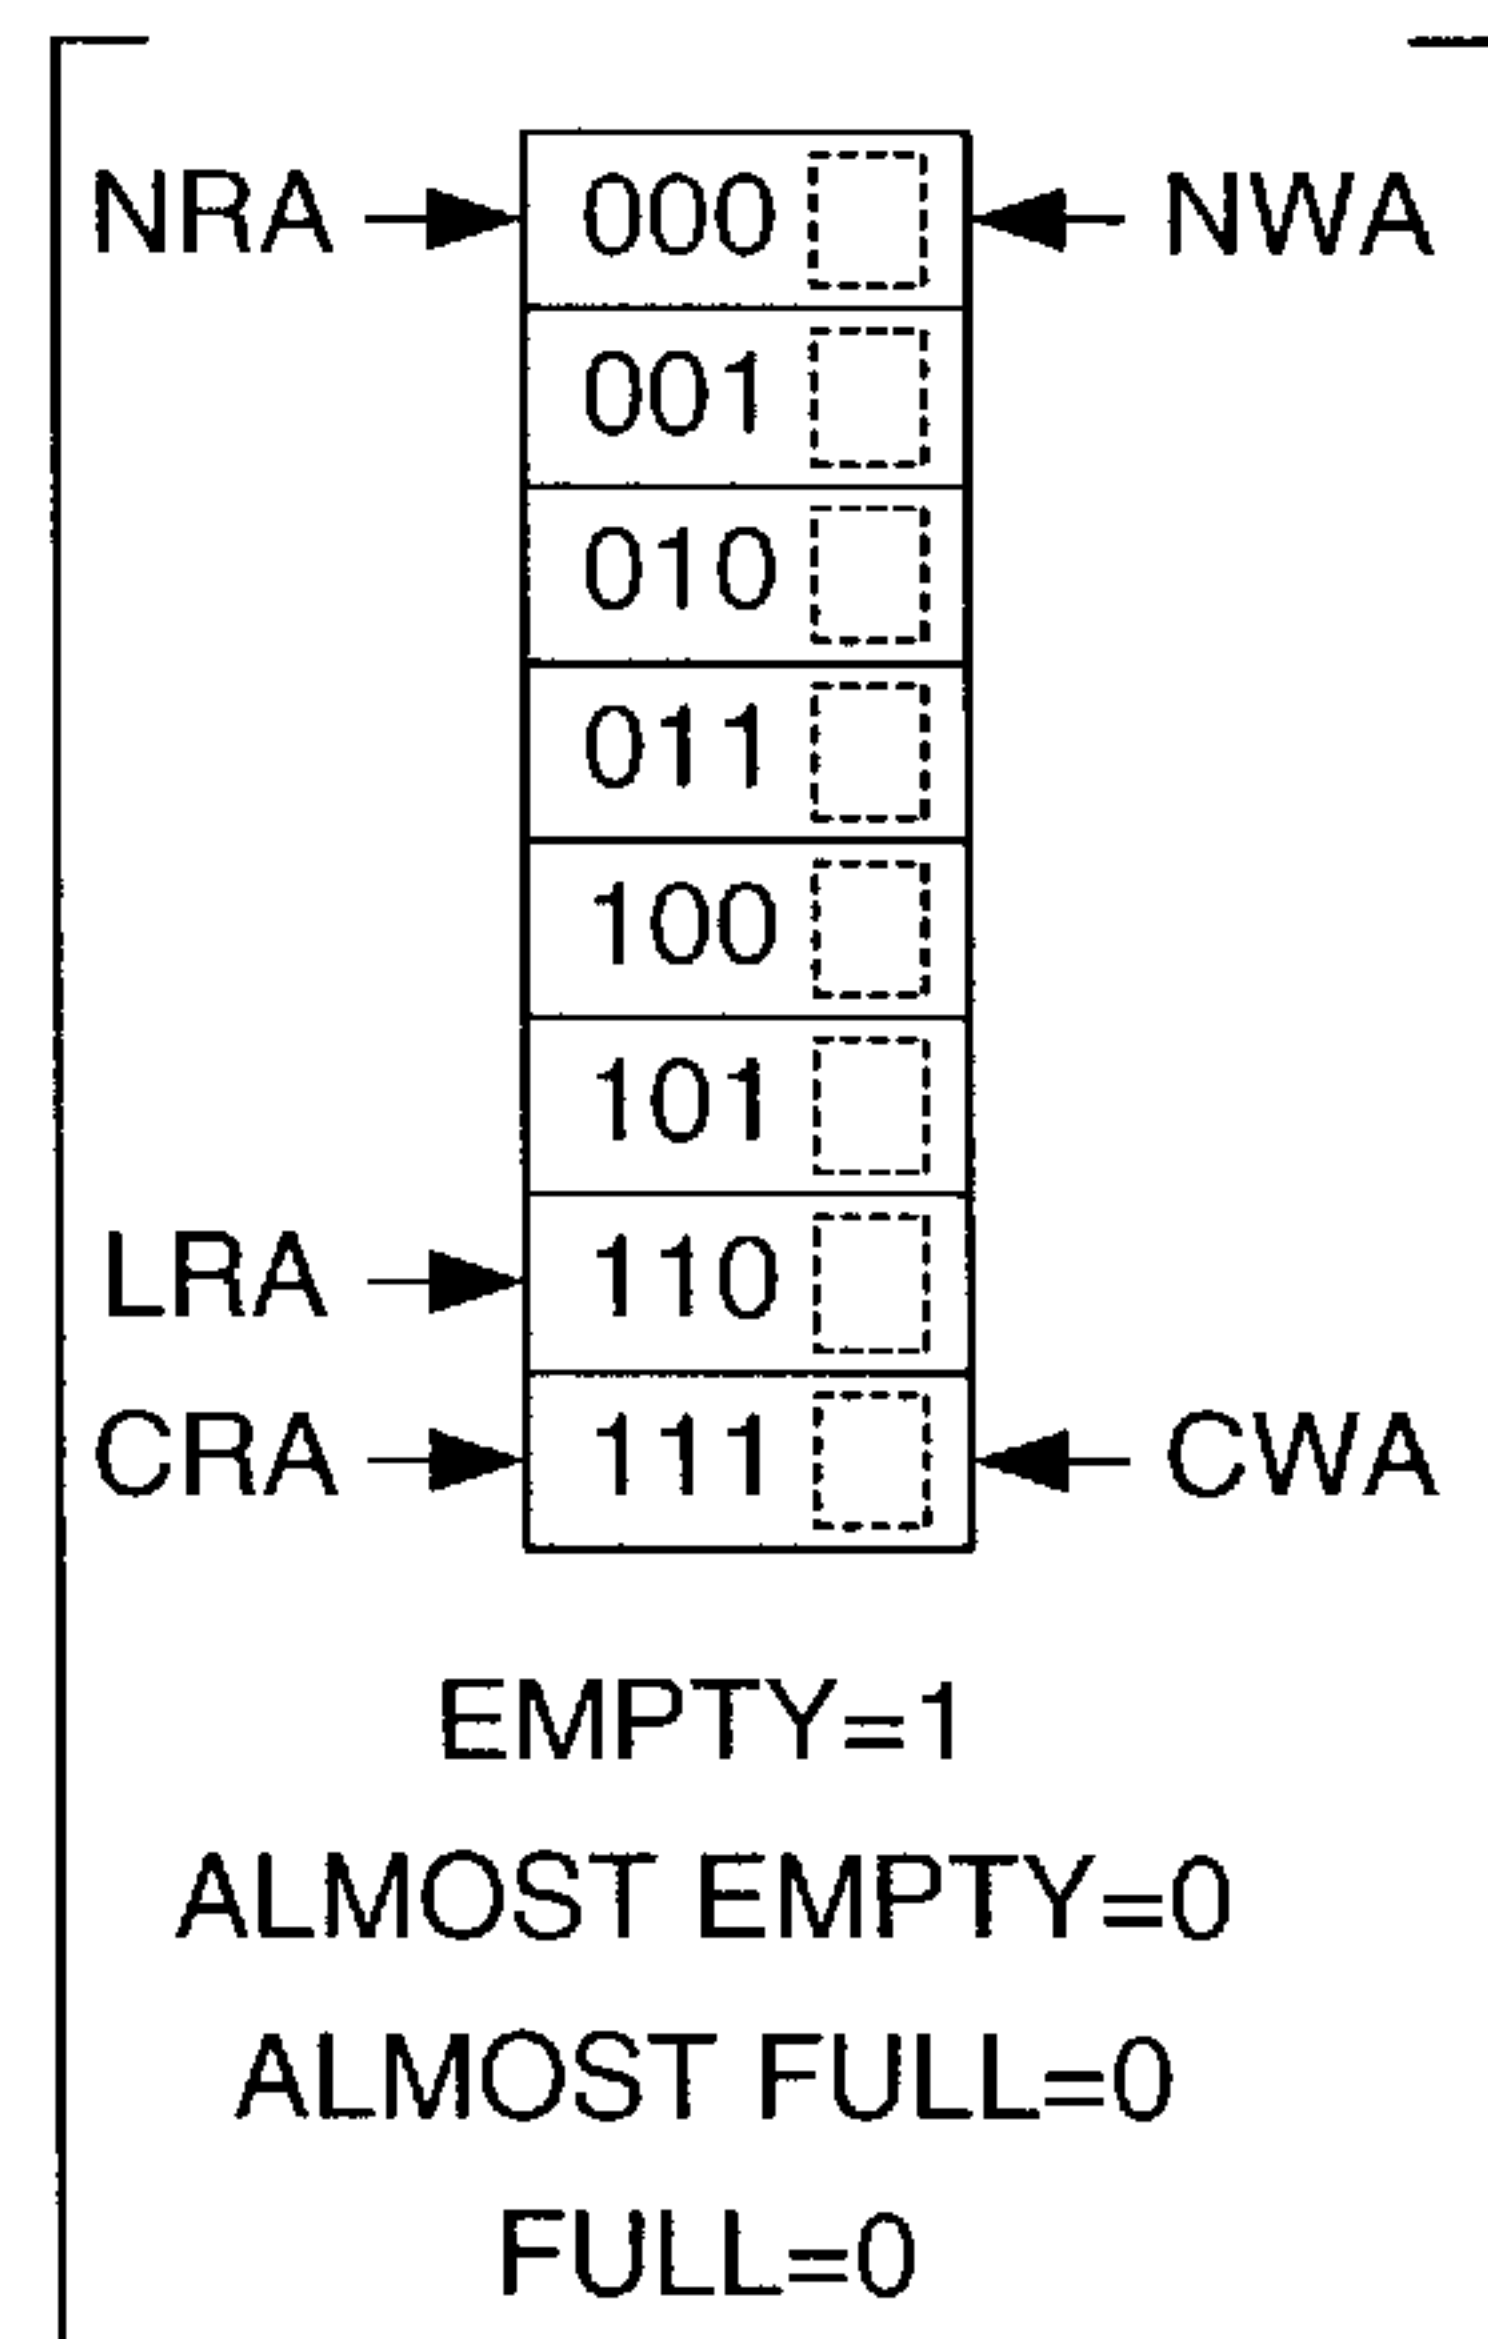 NRA 000 NWA
001
010
011
100
101
LRA 110
CRA 111 CWA
EMPTY=1
ALMOST EMPTY=0
ALMOST FULL=0
FULL=0